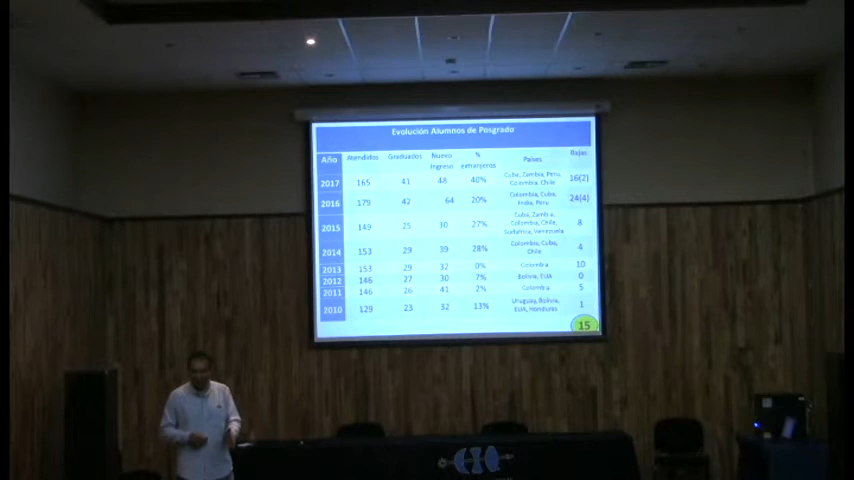 Evolución Alumnos de Posgrado
Año Atendidos Graduados Nuevo Ingreso % extranjeros Países Bajas
2017 165 41 48 40% Cuba, Zambia, Peru, Colombia, Chile 16(2)
2016 179 42 64 20% Colombia, Cuba, India, Peru 24(4)
2015 149 25 30 27% Cuba, Zambia, Colombia, Chile, Sudafrica, Venezuela 8
2014 153 29 39 28% Colombia, Cuba, Chile 4
2013 153 29 32 0% Colombia 10
2012 146 27 30 7% Bolivia, EUA 0
2011 146 26 41 2% Colombia 5
2010 129 23 32 13% Uruguay, Bolivia, EUA, Honduras 1
15